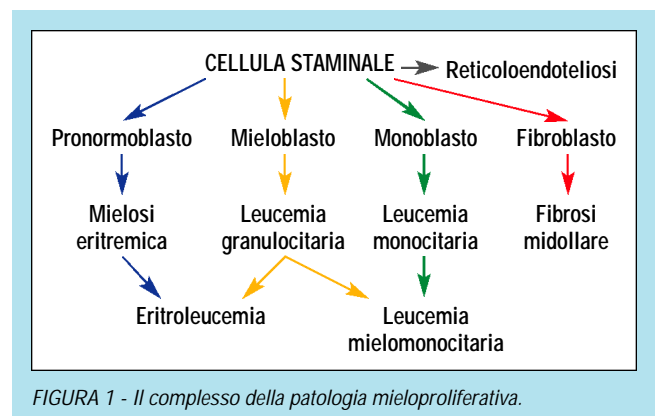 CELLULA STAMINALE
Reticoloendoteliosi
Pronormoblasto
Mieloblasto
Monoblasto
Fibroblasto
Mielosi
eritremica
Leucemia
granulocitaria
Leucemia
monocitaria
Fibrosi
midollare
Eritroleucemia
Leucemia
mielomonocitaria
FIGURA 1 - Il complesso della patologia mieloproliferativa.